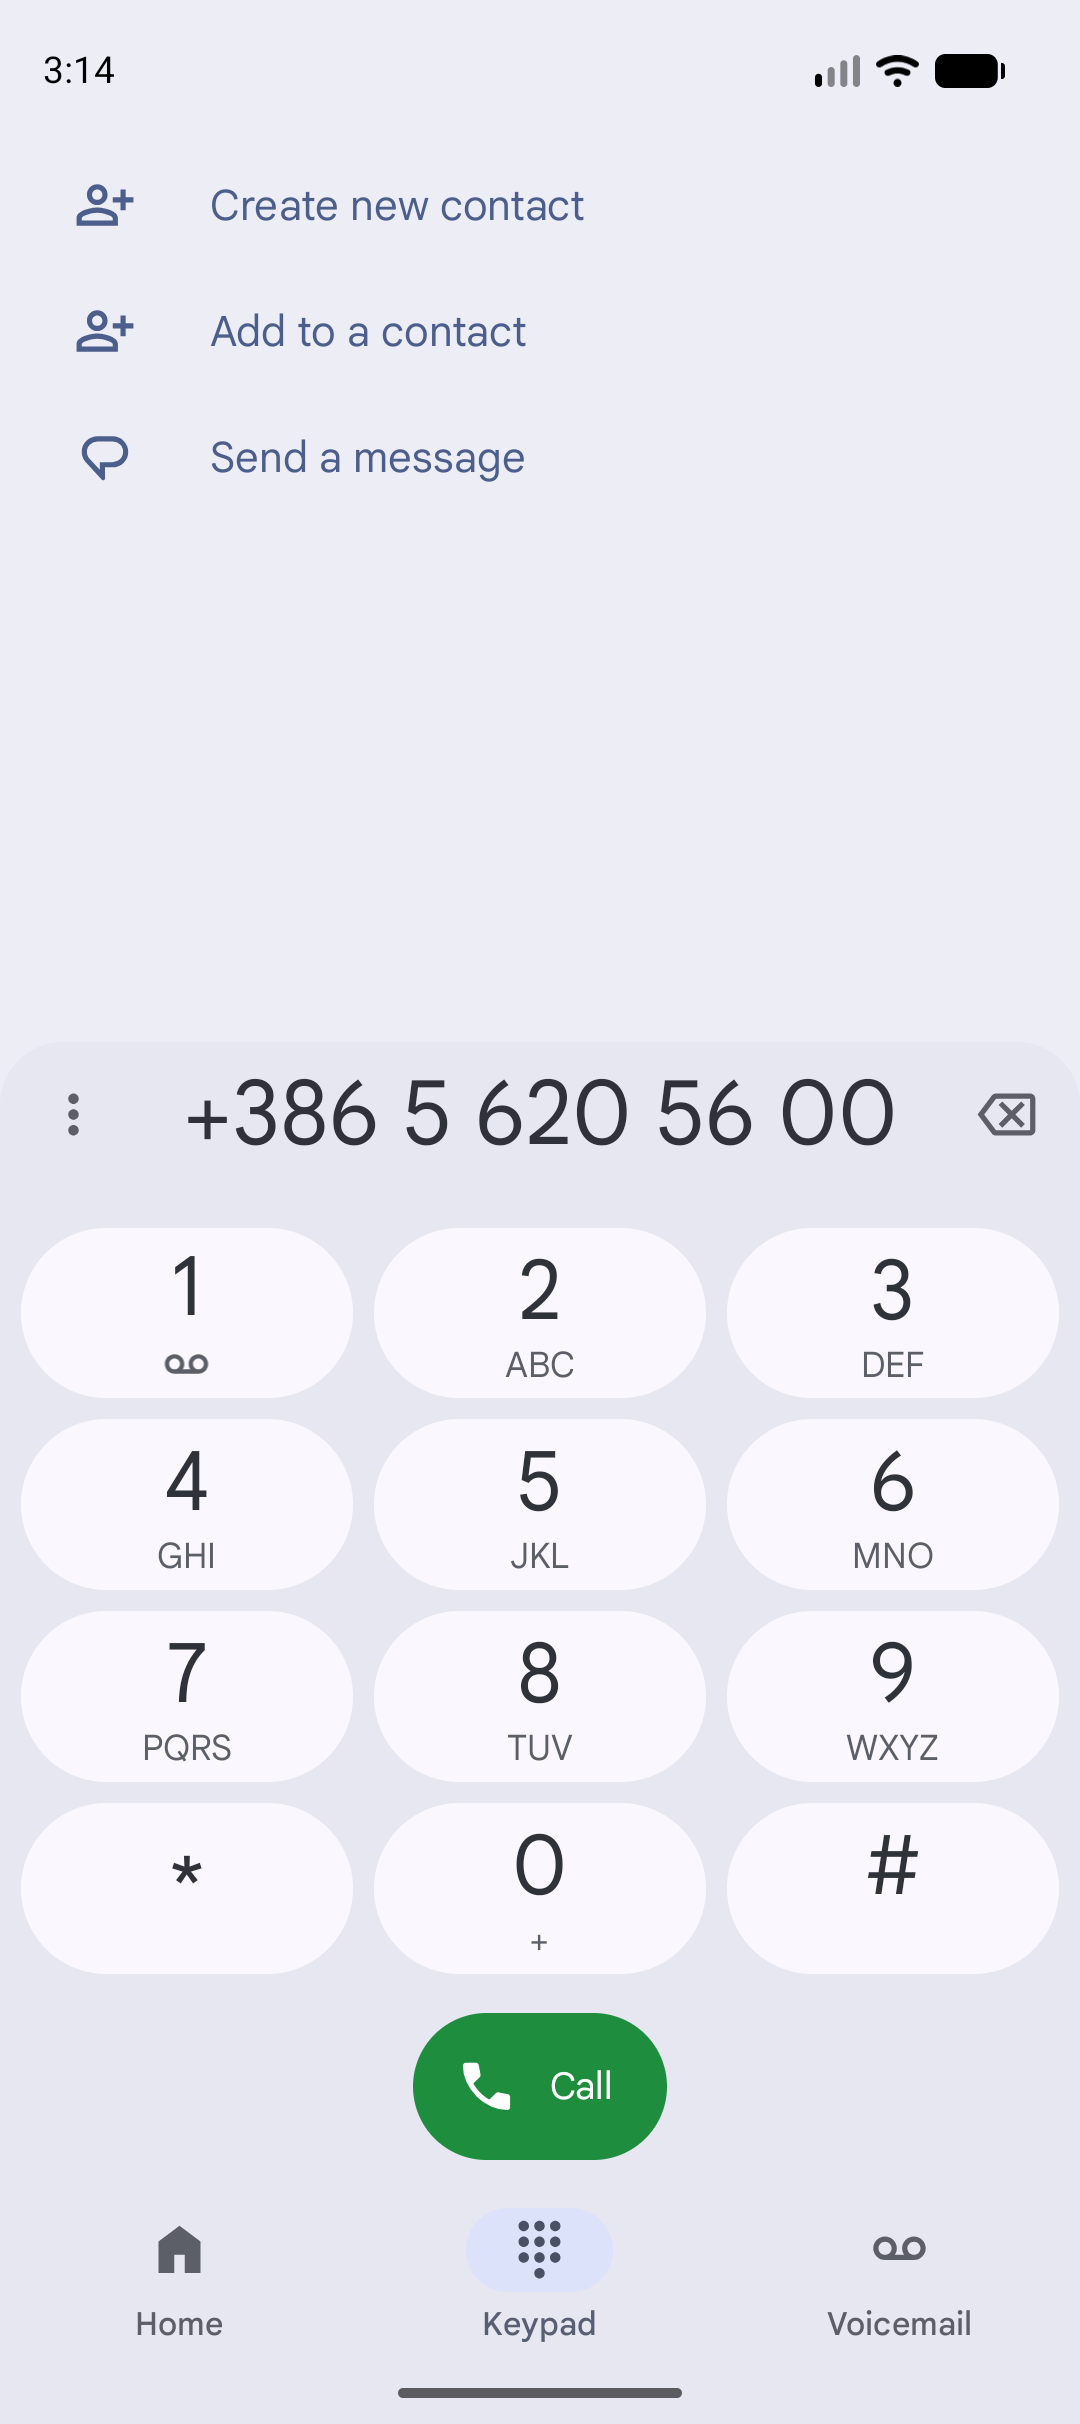 3:14
Create new contact
Add to a contact
Send a message
+386 5 620 56 00
1
2
ABC
3
DEF
4
GHI
5
JKL
6
MNO
7
PQRS
8
TUV
9
WXYZ
*
0
+
#
Call
Home
Keypad
Voicemail